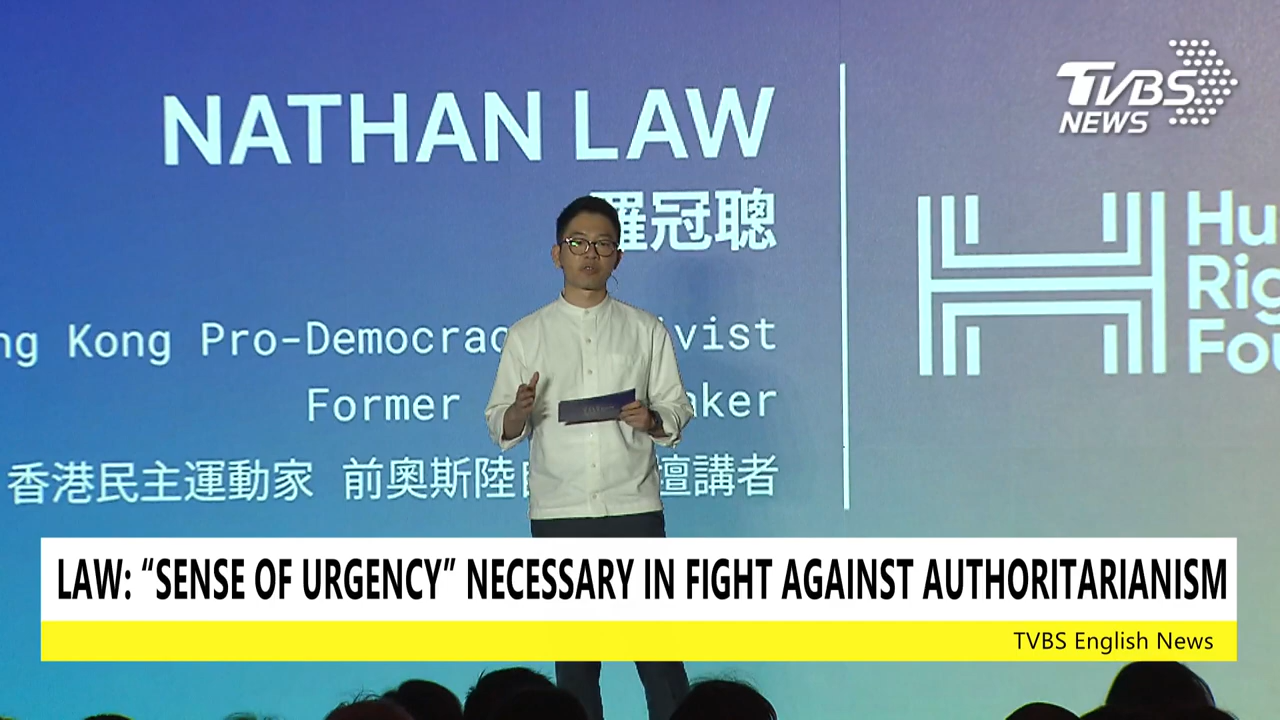 TVBS
NEWS
NATHAN LAW
羅冠聰
ng Kong Pro-Democrac ivist
Former aker
香港民主運動家 前奧斯陸 壇講者
Hu
Rig
Fou
LAW: “SENSE OF URGENCY” NECESSARY IN FIGHT AGAINST AUTHORITARIANISM
TVBS English News